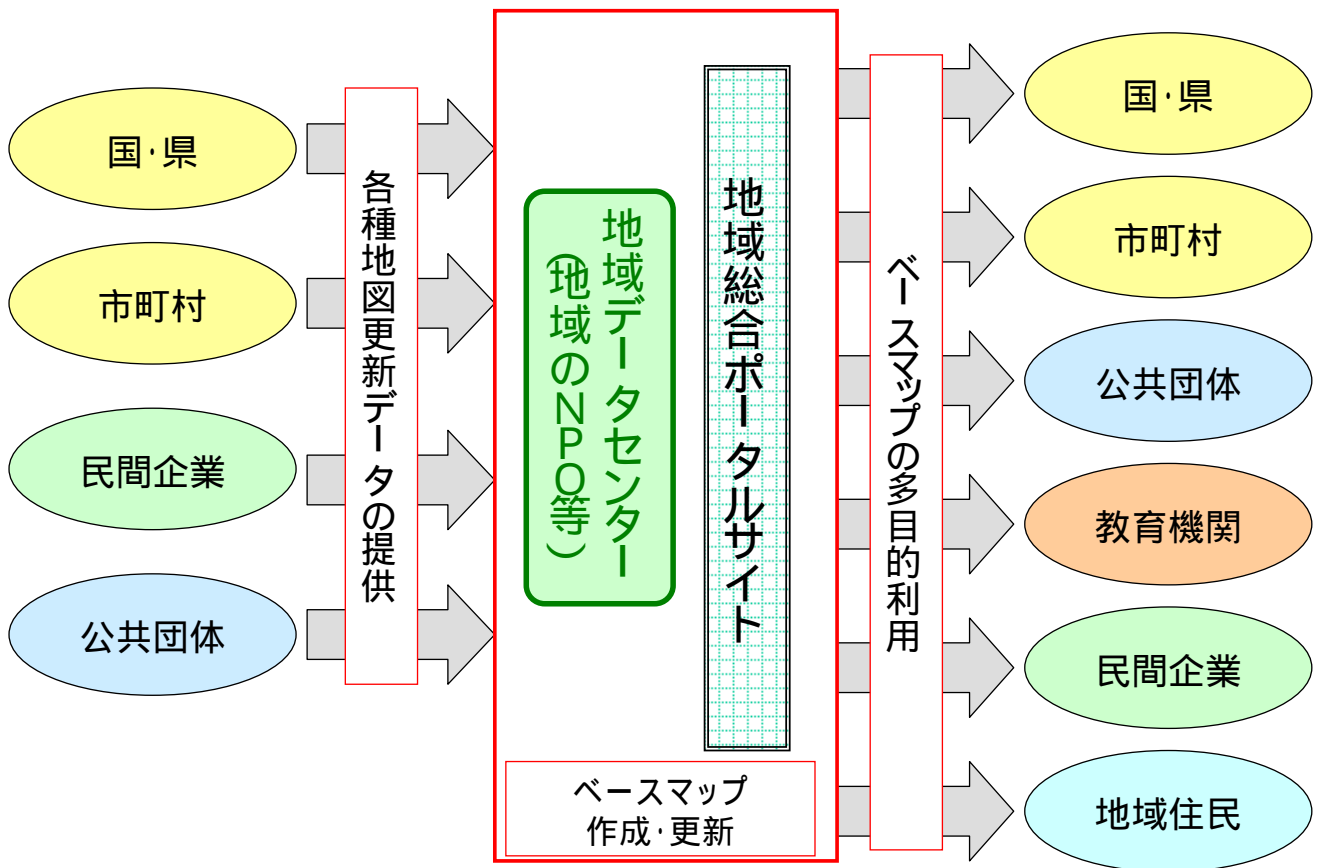 国・県
市町村
民間企業
公共団体
各種地図更新データの提供
地域データセンター
(地域のNPO等)
地域総合ポータルサイト
ベースマップ
作成・更新
ベースマップの多目的利用
国・県
市町村
公共団体
教育機関
民間企業
地域住民